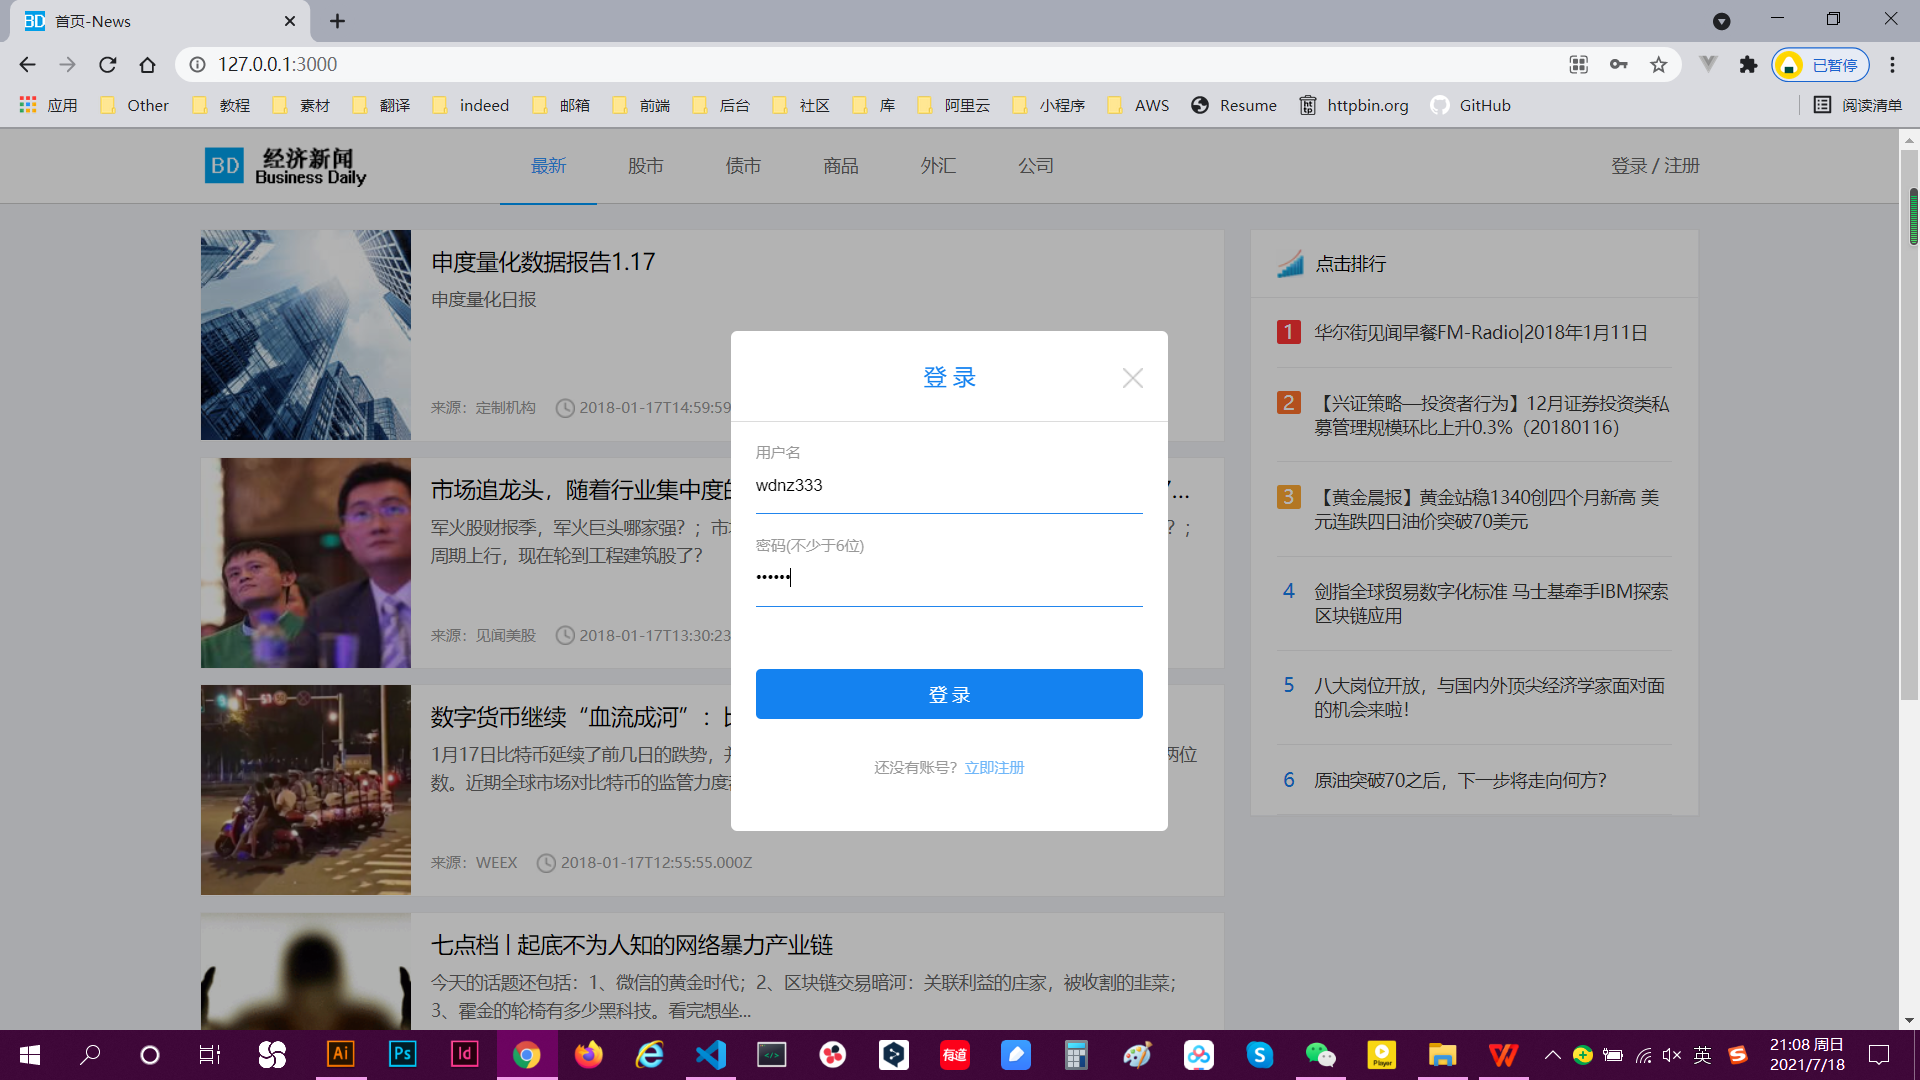 BD 首页-News
127.0.0.1:3000
已暂停
应用 Other 教程 素材 翻译 indeed 邮箱 前端 后台 社区 库 阿里云 小程序 AWS Resume httpbin.org GitHub 阅读清单
BD 经济新闻
Business Daily
最新 股市 债市 商品 外汇 公司
登录 / 注册
申度量化数据报告1.17
申度量化日报
来源：定制机构 2018-01-17T14:59:59
市场追龙头，随着行业集中度的
...
军火股财报季，军火巨头哪家强？；市
？；
周期上行，现在轮到工程建筑股了？
来源：见闻美股 2018-01-17T13:30:23
数字货币继续“血流成河”：比
1月17日比特币延续了前几日的跌势，并
两位
数。近期全球市场对比特币的监管力度
来源：WEEX 2018-01-17T12:55:55.000Z
七点档 | 起底不为人知的网络暴力产业链
今天的话题还包括：1、微信的黄金时代；2、区块链交易暗河：关联利益的庄家，被收割的韭菜；
3、霍金的轮椅有多少黑科技。看完想坐...
登 录
用户名
wdnz333
密码(不少于6位)
••••••
登 录
还没有账号？立即注册
点击排行
1 华尔街见闻早餐FM-Radio|2018年1月11日
2 【兴证策略—投资者行为】12月证券投资类私
募管理规模环比上升0.3%（20180116）
3 【黄金晨报】黄金站稳1340创四个月新高 美
元连跌四日油价突破70美元
4 剑指全球贸易数字化标准 马士基牵手IBM探索
区块链应用
5 八大岗位开放，与国内外顶尖经济学家面对面
的机会来啦！
6 原油突破70之后，下一步将走向何方？
Ai Ps Id 有道 Player 英
21:08 周日
2021/7/18